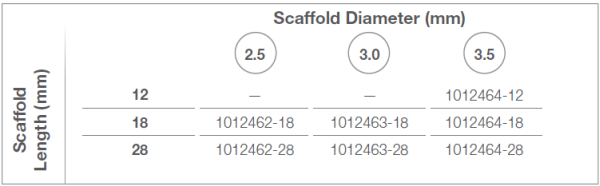 Scaffold Diameter (mm)
2.5 3.0 3.5
Scaffold
Length (mm)
12 — — 1012464-12
18 1012462-18 1012463-18 1012464-18
28 1012462-28 1012463-28 1012464-28